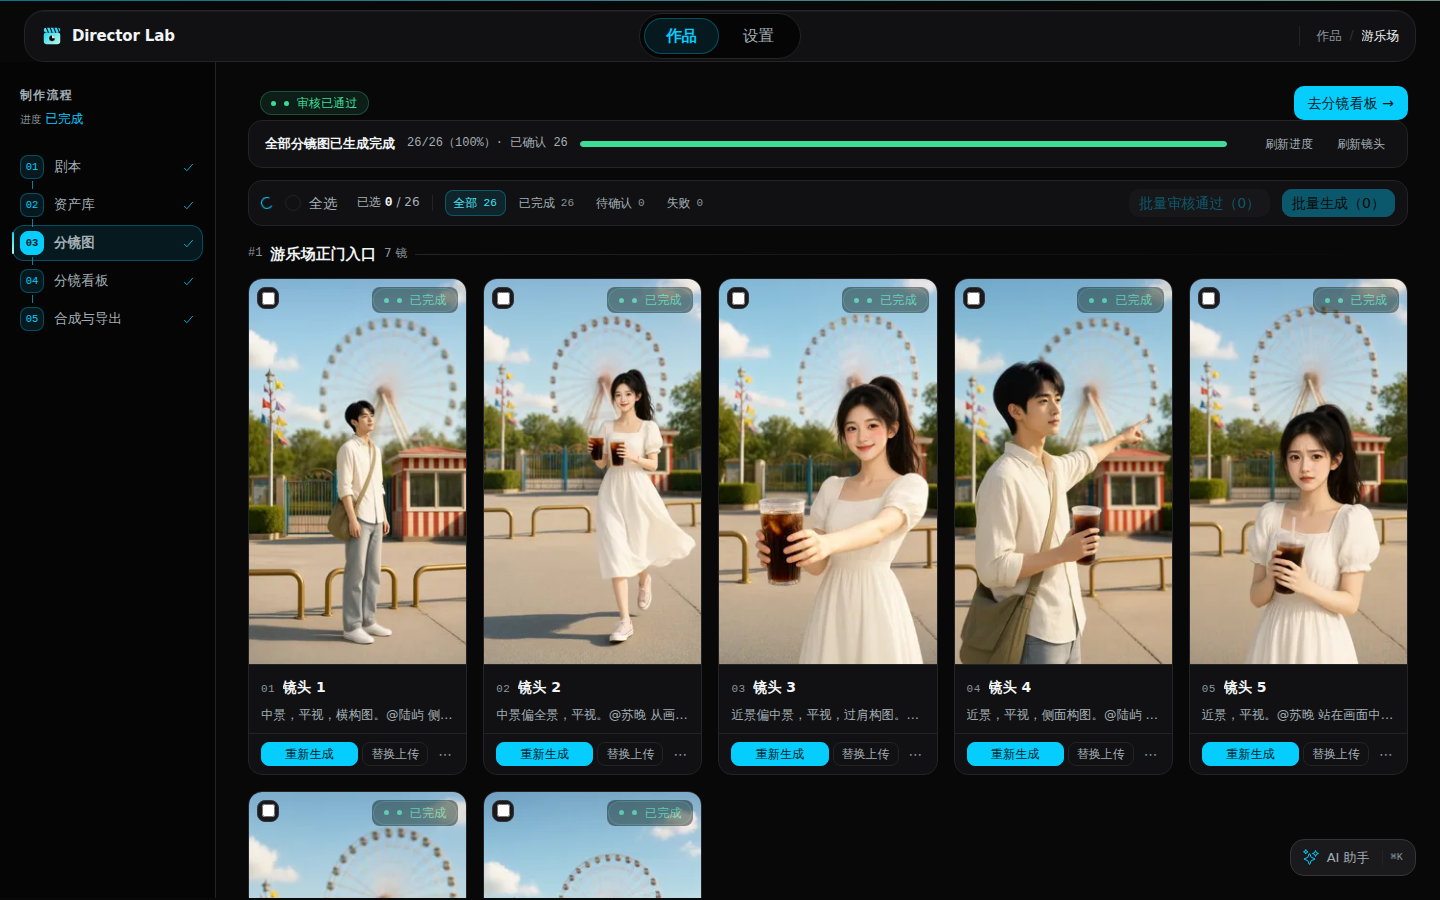 Director Lab
作品
设置
作品 / 游乐场
制作流程
进度 已完成
01 剧本
02 资产库
03 分镜图
04 分镜看板
05 合成与导出
审核已通过
去分镜看板 →
全部分镜图已生成完成 26/26 (100%) · 已确认 26
刷新进度
刷新镜头
全选
已选 0 / 26
全部 26
已完成 26
待确认 0
失败 0
批量审核通过（0）
批量生成（0）
#1 游乐场正门入口 7 镜
已完成
已完成
已完成
已完成
已完成
01 镜头 1
中景，平视，横构图。@陆屿 侧...
重新生成
替换上传
···
02 镜头 2
中景偏全景，平视。@苏晚 从画...
重新生成
替换上传
···
03 镜头 3
近景偏中景，平视，过肩构图。...
重新生成
替换上传
···
04 镜头 4
近景，平视，侧面构图。@陆屿 ...
重新生成
替换上传
···
05 镜头 5
近景，平视。@苏晚 站在画面中...
重新生成
替换上传
···
已完成
已完成
AI 助手 ⌘K